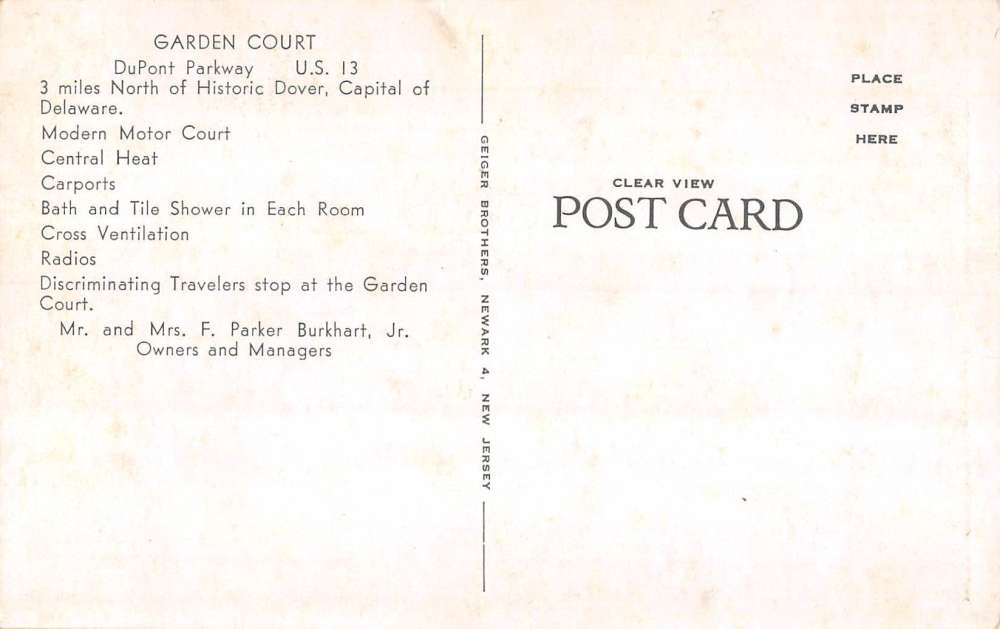 GARDEN COURT
DuPont Parkway U.S. 13
3 miles North of Historic Dover, Capital of
Delaware.
Modern Motor Court
Central Heat
Carports
Bath and Tile Shower in Each Room
Cross Ventilation
Radios
Discriminating Travelers stop at the Garden
Court.
Mr. and Mrs. F. Parker Burkhart, Jr.
Owners and Managers
GEIGER BROTHERS, NEWARK 4, NEW JERSEY
CLEAR VIEW
POST CARD
PLACE
STAMP
HERE